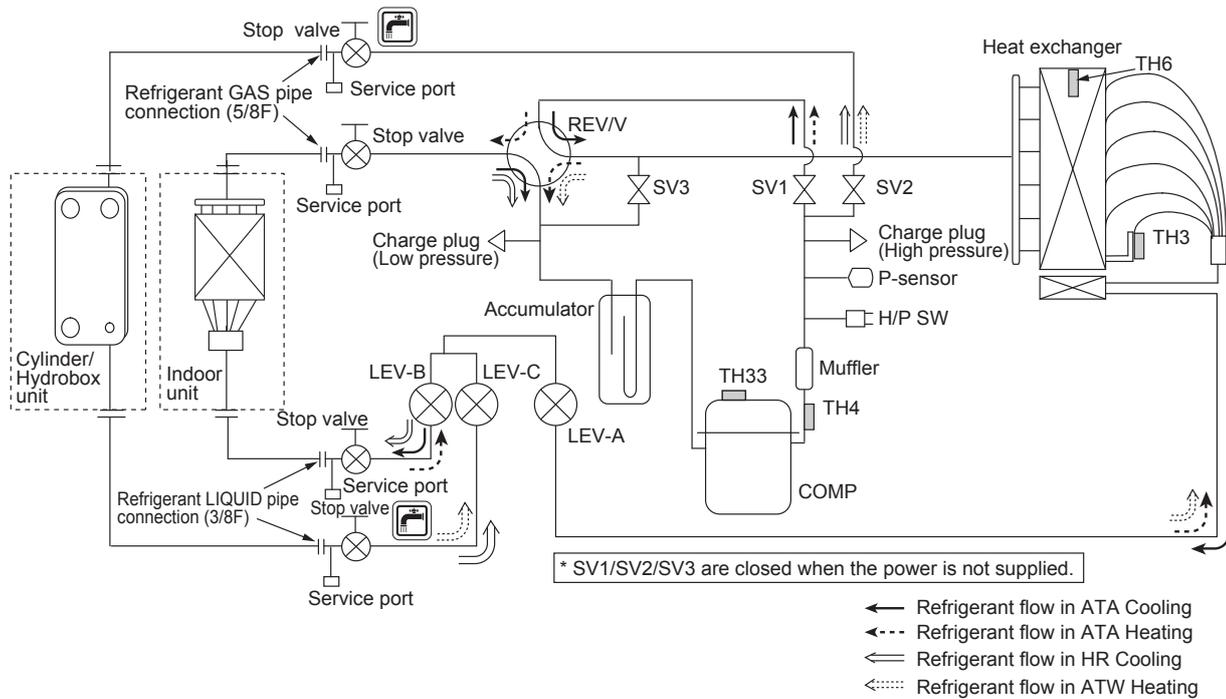 Stop valve
Heat exchanger
TH6
Refrigerant GAS pipe
connection (5/8F)
Service port
Stop valve
REV/V
Service port
SV3
SV1
SV2
Charge plug
(Low pressure)
Charge plug
(High pressure)
TH3
P-sensor
Accumulator
H/P SW
Cylinder/
Hydrobox unit
Indoor
unit
LEV-B
LEV-C
LEV-A
TH33
Muffler
TH4
COMP
Stop valve
Service port
Refrigerant LIQUID pipe
connection (3/8F)
Stop valve
Service port
* SV1/SV2/SV3 are closed when the power is not supplied.
Refrigerant flow in ATA Cooling
Refrigerant flow in ATA Heating
Refrigerant flow in HR Cooling
Refrigerant flow in ATW Heating